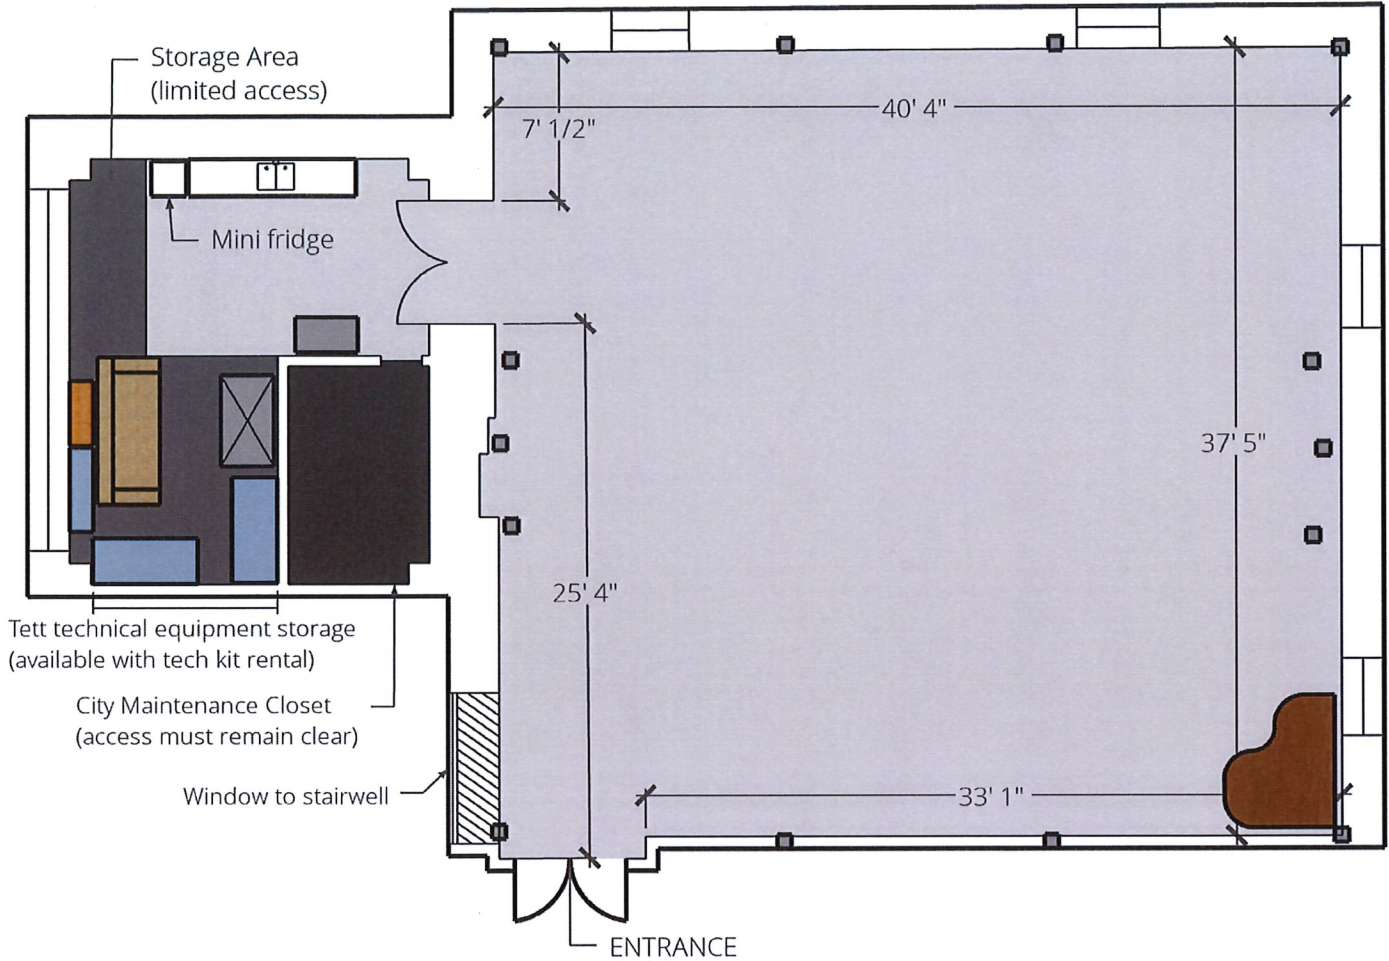 Storage Area
(limited access)
40' 4"
7' 1/2"
Mini fridge
37' 5"
25' 4"
Tett technical equipment storage
(available with tech kit rental)
City Maintenance Closet
(access must remain clear)
Window to stairwell
33' 1"
ENTRANCE